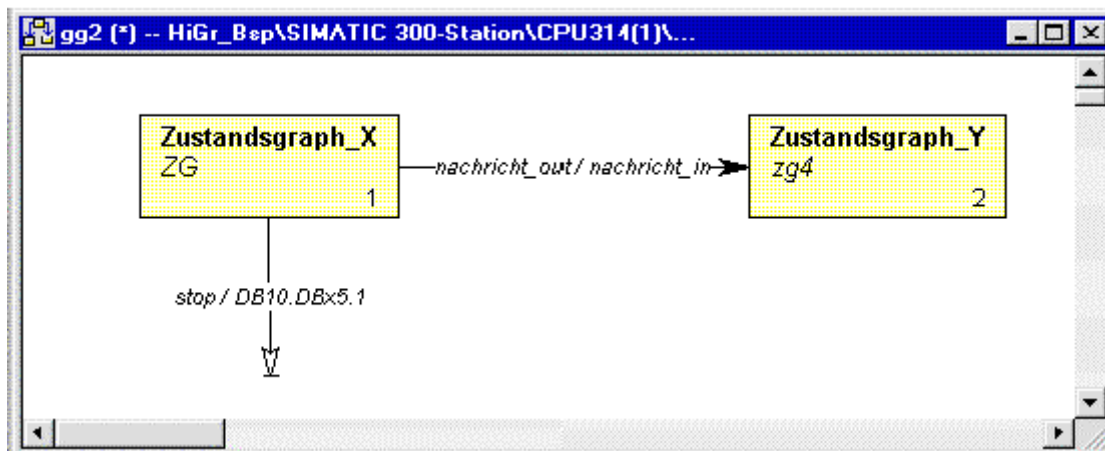 gg2 (*) -- HiGr_Bsp\SIMATIC 300-Station\CPU314(1)\...
Zustandsgraph_X
ZG
1
nachricht_out / nachricht_in
Zustandsgraph_Y
zg4
2
stop / DB10.DBx5.1